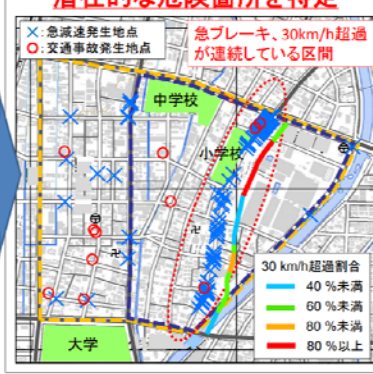 潜在的な危険箇所を特定
×:急減速発生地点
○:交通事故発生地点
急ブレーキ、30km/h超過
が連続している区間
中学校
小学校
30 km/h超過割合
40 %未満
60 %未満
80 %未満
80 %以上
大学